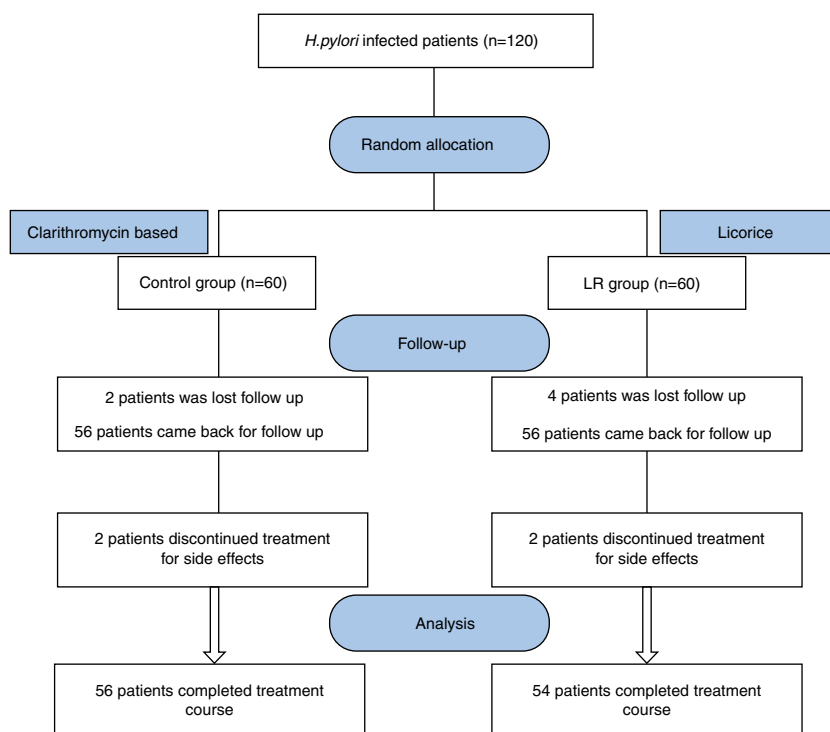 H.pylori infected patients (n=120)
Random allocation
Clarithromycin based
Licorice
Control group (n=60)
LR group (n=60)
Follow-up
2 patients was lost follow up
56 patients came back for follow up
4 patients was lost follow up
56 patients came back for follow up
2 patients discontinued treatment
for side effects
2 patients discontinued treatment
for side effects
Analysis
56 patients completed treatment
course
54 patients completed treatment
course